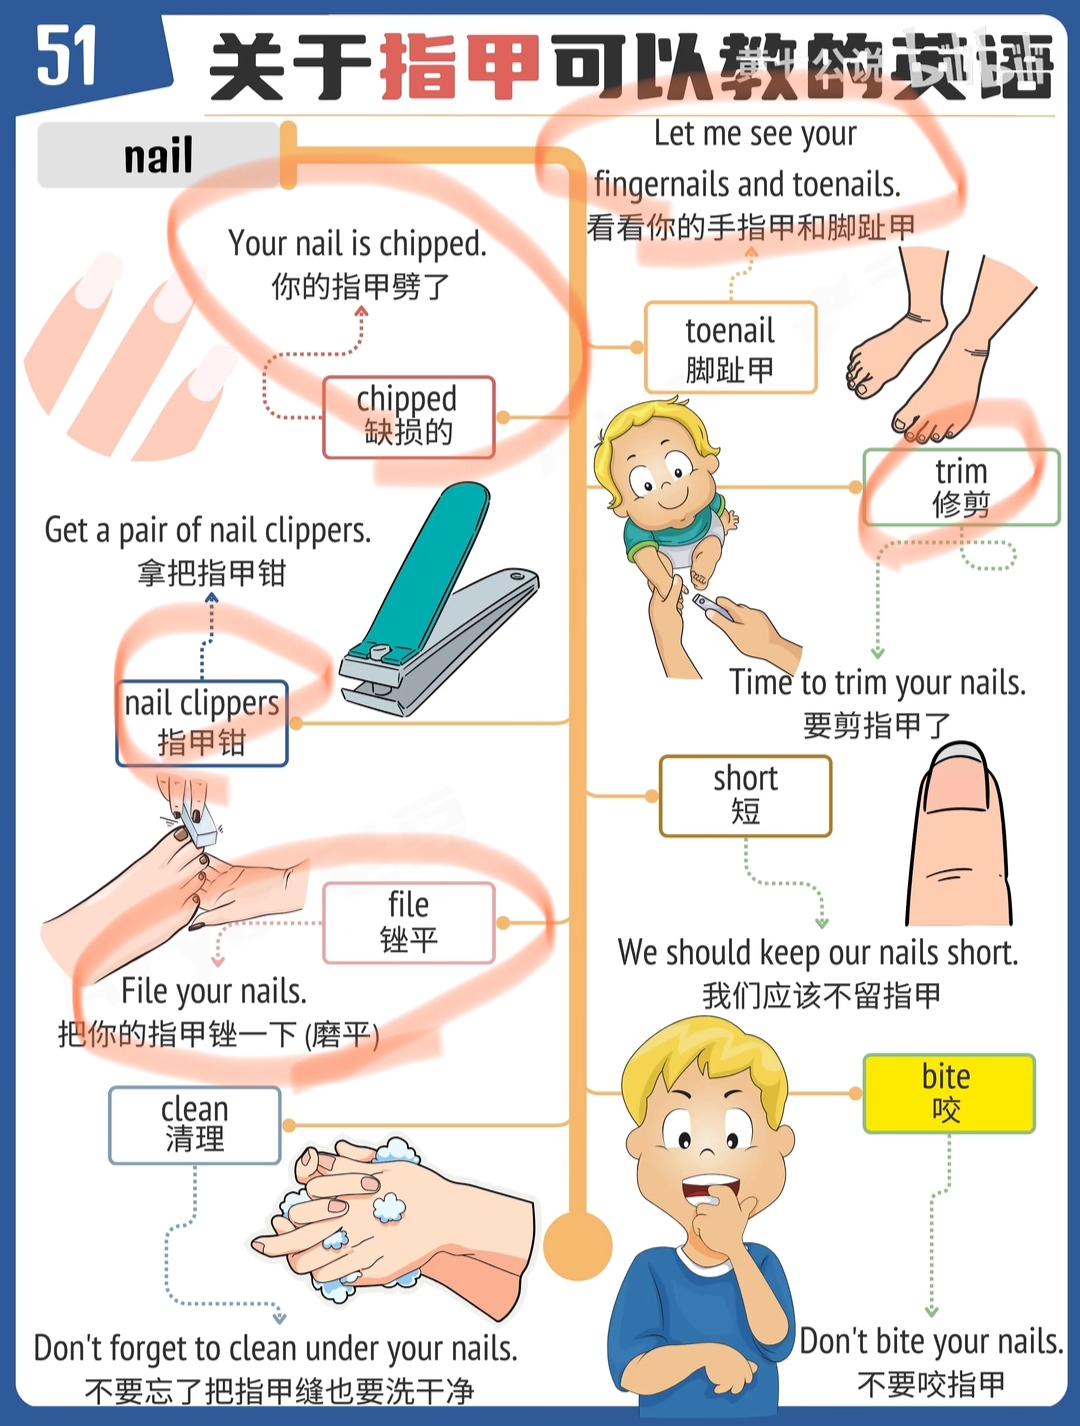 51
关于指甲可以教的英语
nail
Let me see your
fingernails and toenails.
看看你的手指甲和脚趾甲
Your nail is chipped.
你的指甲劈了
toenail
脚趾甲
chipped
缺损的
trim
修剪
Get a pair of nail clippers.
拿把指甲钳
nail clippers
指甲钳
Time to trim your nails.
要剪指甲了
short
短
file
锉平
We should keep our nails short.
我们应该不留指甲
File your nails.
把你的指甲锉一下 (磨平)
bite
咬
clean
清理
Don't forget to clean under your nails.
不要忘了把指甲缝也要洗干净
Don't bite your nails.
不要咬指甲